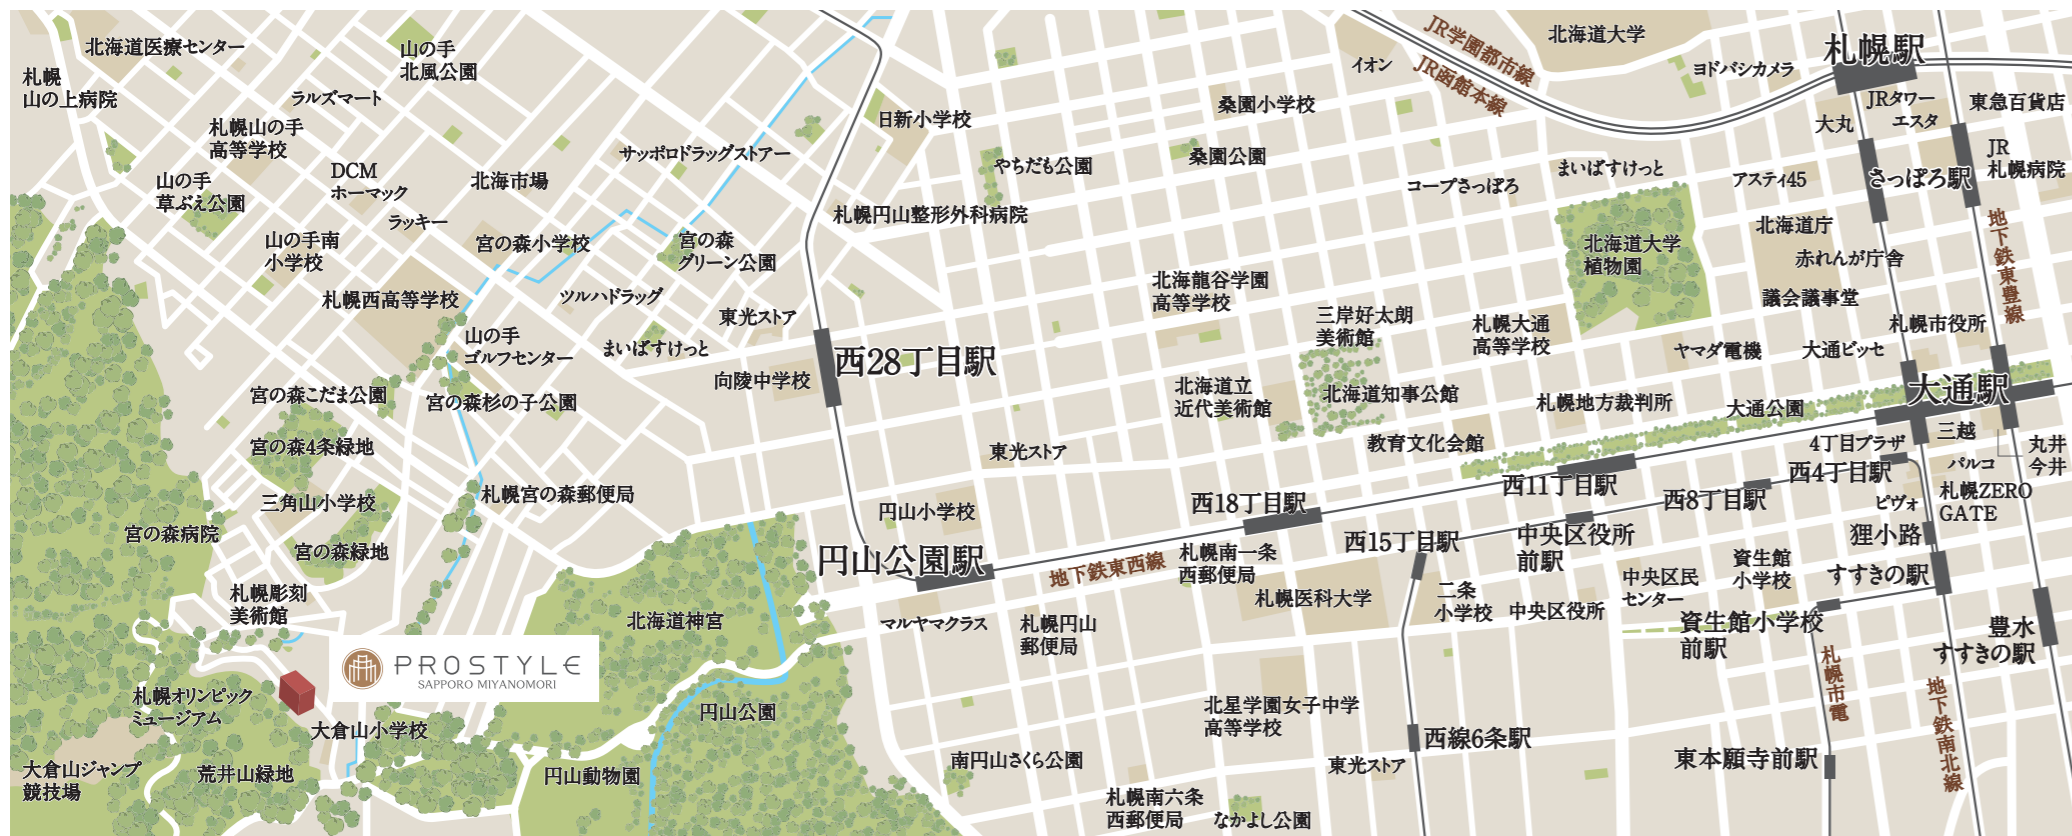 北海道医療センター
札幌
山の上病院
山の手
北風公園
ラルズマート
札幌山の手
高等学校
DCM
ホーマック
山の手
草ぶえ公園
ラッキー
北海市場
サッポロドラッグストアー
山の手南
小学校
宮の森小学校
宮の森
グリーン公園
札幌西高等学校
ツルハドラッグ
東光ストア
山の手
ゴルフセンター
まいばすけっと
向陵中学校
宮の森こだま公園
宮の森杉の子公園
宮の森4条緑地
三角山小学校
札幌宮の森郵便局
宮の森病院
宮の森緑地
札幌彫刻
美術館
PROSTYLE
SAPPORO MIYANOMORI
札幌オリンピック
ミュージアム
大倉山小学校
大倉山ジャンプ
競技場
荒井山緑地
北海道神宮
円山公園
円山動物園
日新小学校
やちだも公園
札幌円山整形外科病院
西28丁目駅
東光ストア
円山小学校
円山公園駅
地下鉄東西線
マルヤマクラス
札幌円山
郵便局
南円山さくら公園
札幌南六条
西郵便局
なかよし公園
桑園小学校
桑園公園
イオン
JR学園都市線
JR函館本線
北海道大学
コープさっぽろ
まいばすけっと
北海龍谷学園
高等学校
三岸好太朗
美術館
札幌大通
高等学校
北海道立
近代美術館
北海道知事公館
教育文化会館
札幌地方裁判所
大通公園
北海道大学
植物園
西18丁目駅
西15丁目駅
西11丁目駅
西8丁目駅
西4丁目駅
中央区役所
前駅
札幌南一条
西郵便局
札幌医科大学
二条
小学校
中央区役所
中央区民
センター
資生館
小学校
資生館小学校
前駅
北星学園女子中学
高等学校
西線6条駅
東光ストア
東本願寺前駅
札幌市電
札幌駅
ヨドバシカメラ
JRタワー
エスタ
大丸
東急百貨店
JR
札幌病院
さっぽろ駅
アスティ45
北海道庁
赤れんが庁舎
議会議事堂
地下鉄東豊線
札幌市役所
ヤマダ電機
大通ビッセ
大通駅
4丁目プラザ
三越
丸井
今井
パルコ
ピヴォ
札幌ZERO
GATE
狸小路
すすきの駅
豊水
すすきの駅
地下鉄南北線